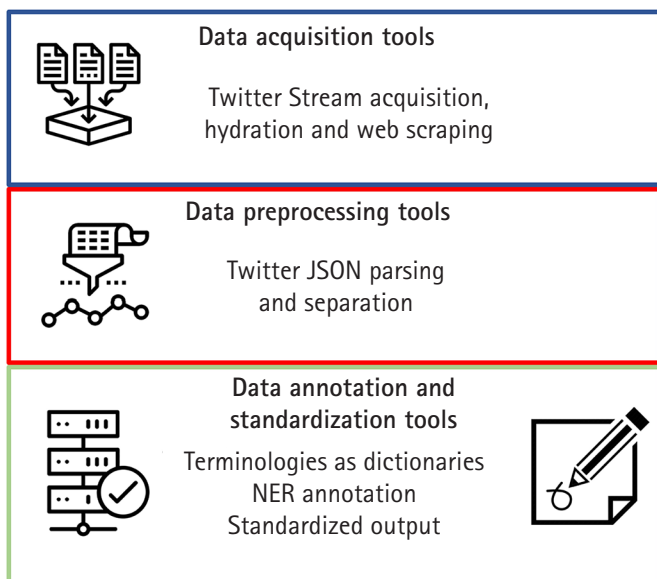 Data acquisition tools
Twitter Stream acquisition,
hydration and web scraping
Data preprocessing tools
Twitter JSON parsing
and separation
Data annotation and
standardization tools
Terminologies as dictionaries
NER annotation
Standardized output